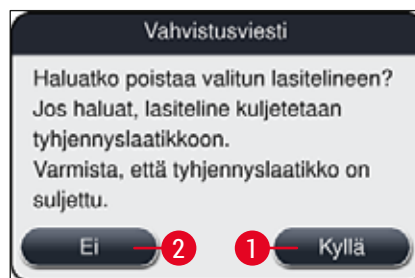 Vahvistusviesti
Haluatko poistaa valitun lasitelineen?
Jos haluat, lasiteline kuljetetaan
tyhjennyslaatikkoon.
Varmista, että tyhjennyslaatikko on
suljettu.
Ei 2 1 Kyllä